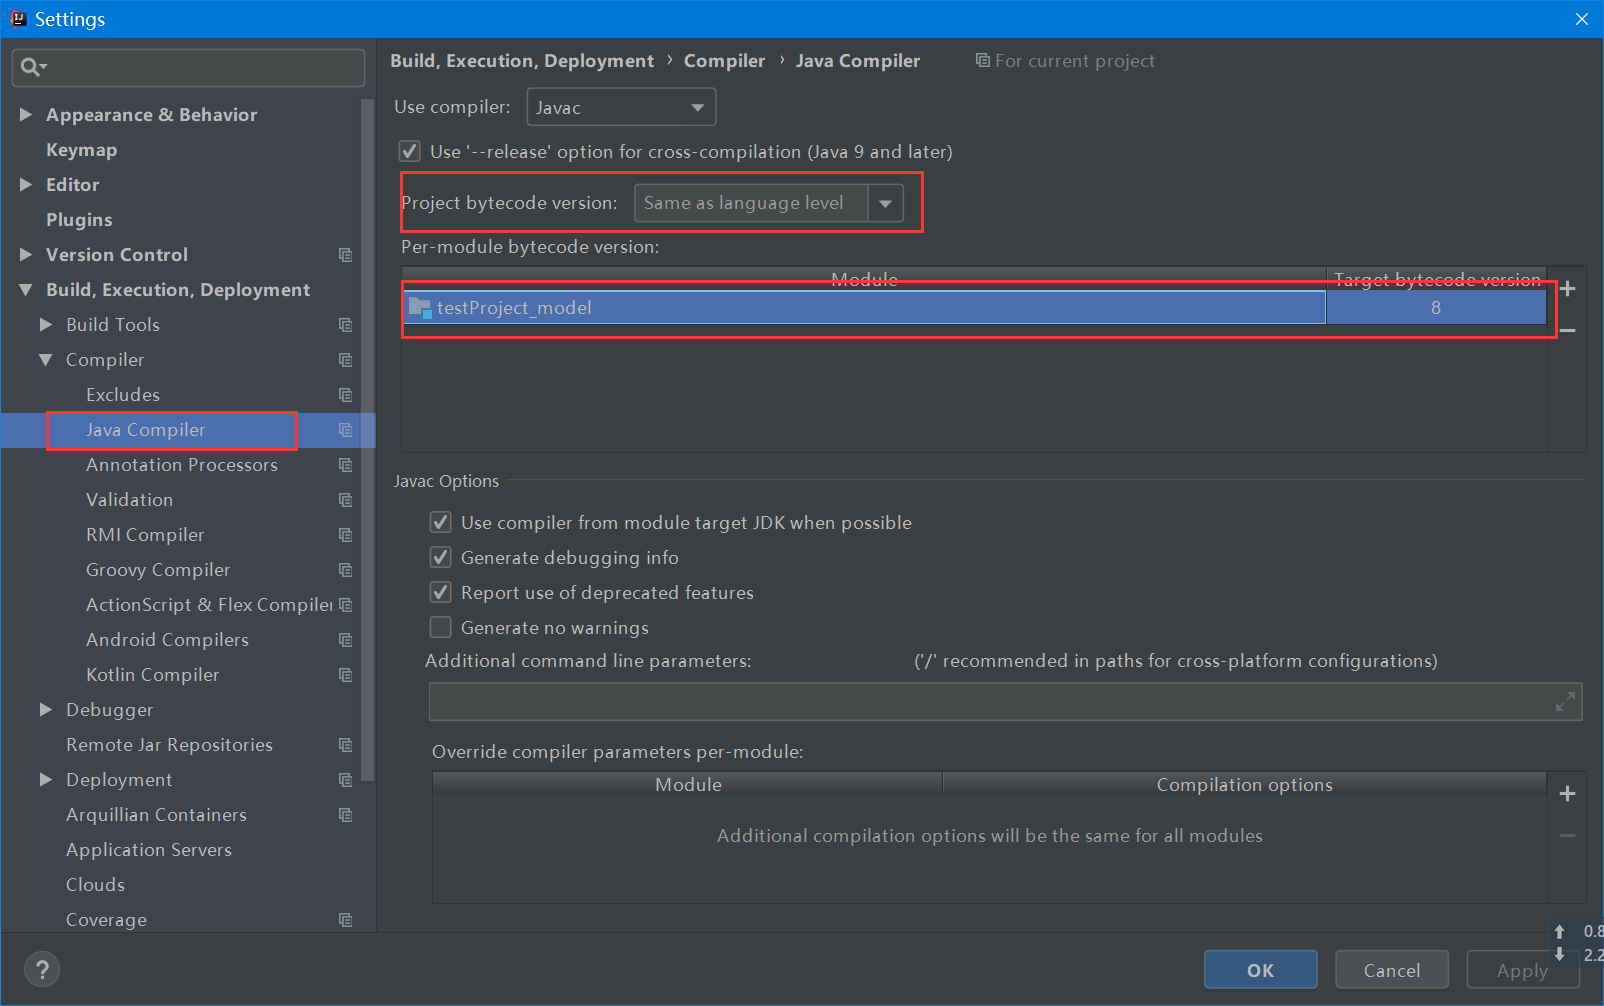 Settings
Appearance & Behavior
Keymap
Editor
Plugins
Version Control
Build, Execution, Deployment
Build Tools
Compiler
Excludes
Java Compiler
Annotation Processors
Validation
RMI Compiler
Groovy Compiler
ActionScript & Flex Compiler
Android Compilers
Kotlin Compiler
Debugger
Remote Jar Repositories
Deployment
Arquillian Containers
Application Servers
Clouds
Coverage
Build, Execution, Deployment › Compiler › Java Compiler For current project
Use compiler: Javac
Use '--release' option for cross-compilation (Java 9 and later)
Project bytecode version: Same as language level
Per-module bytecode version:
Module Target bytecode version
testProject_model 8
Javac Options
Use compiler from module target JDK when possible
Generate debugging info
Report use of deprecated features
Generate no warnings
Additional command line parameters: ('/' recommended in paths for cross-platform configurations)
Override compiler parameters per-module:
Module Compilation options
Additional compilation options will be the same for all modules
? OK Cancel Apply
0.8
2.2